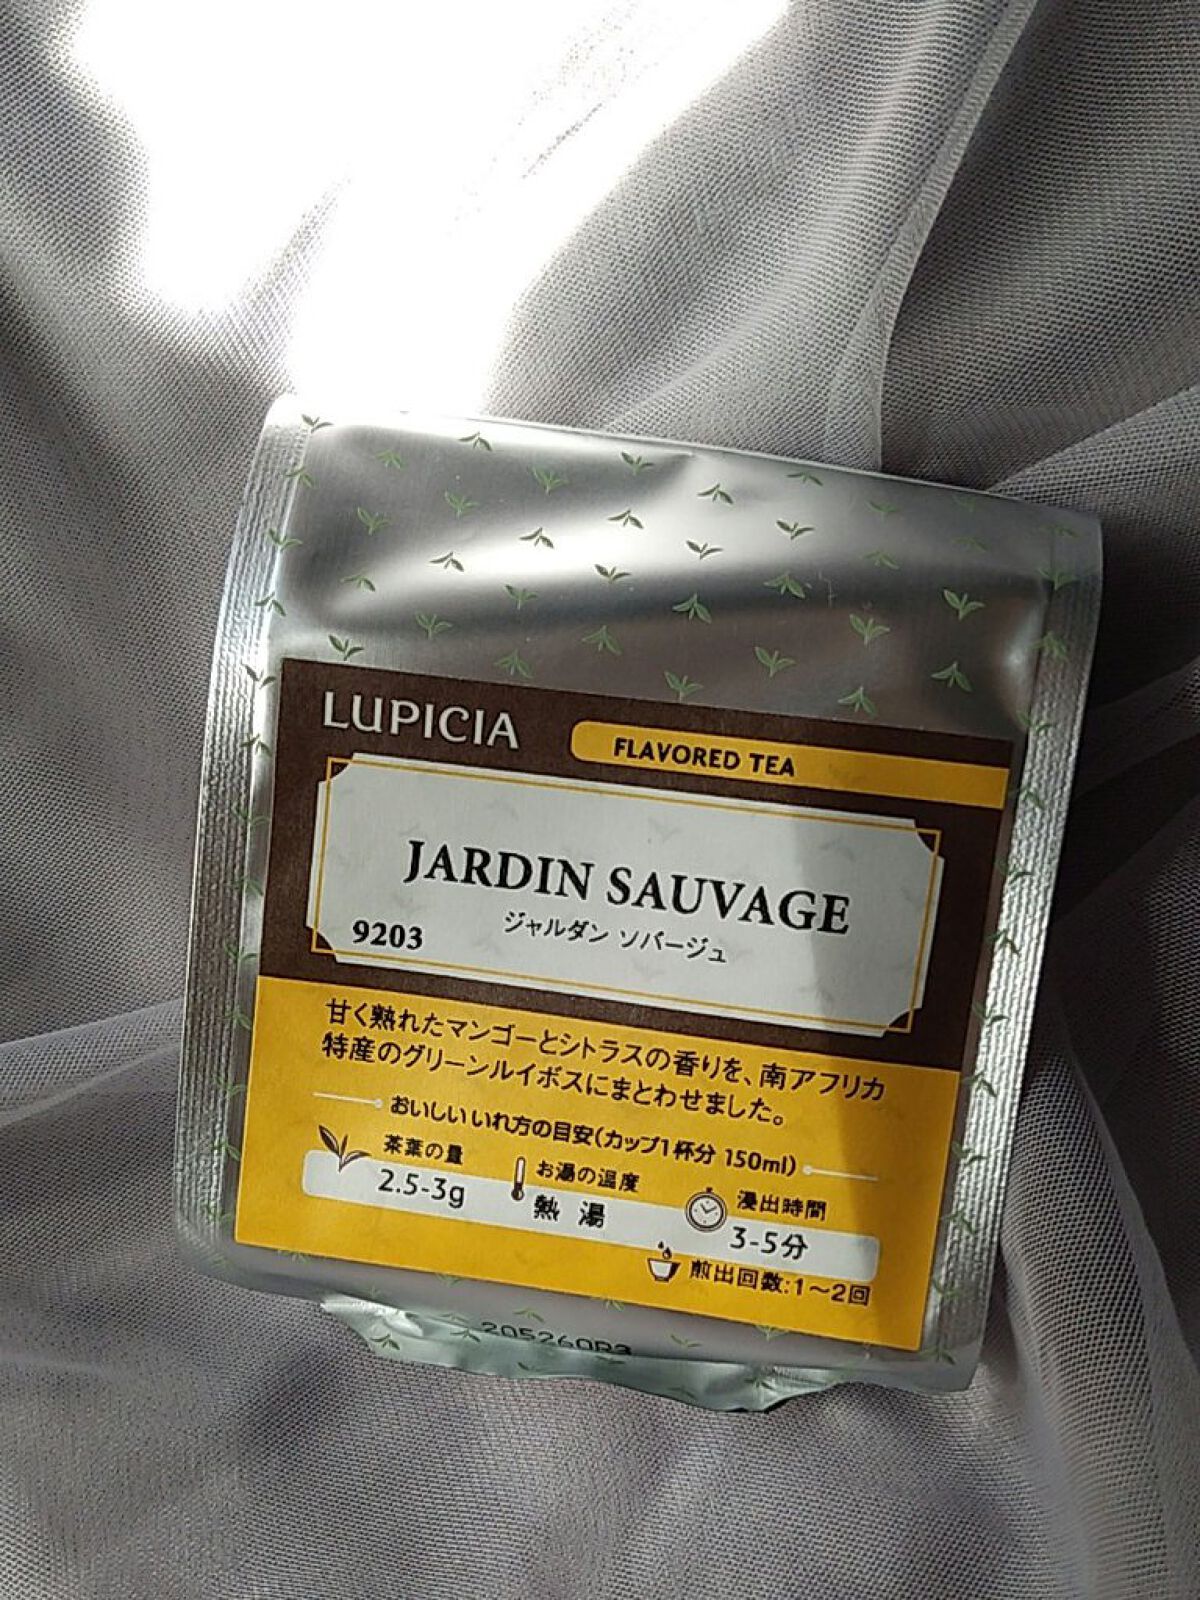 LUPICIA
FLAVORED TEA
JARDIN SAUVAGE
ジャルダン ソバージュ
9203
甘く熟れたマンゴーとシトラスの香りを、南アフリカ
特産のグリーンルイボスにまとわせました。
おいしいいれ方の目安(カップ1杯分 150ml)
茶葉の量
2.5-3g
お湯の温度
熱 湯
浸出時間
3-5分
煎出回数:1〜2回